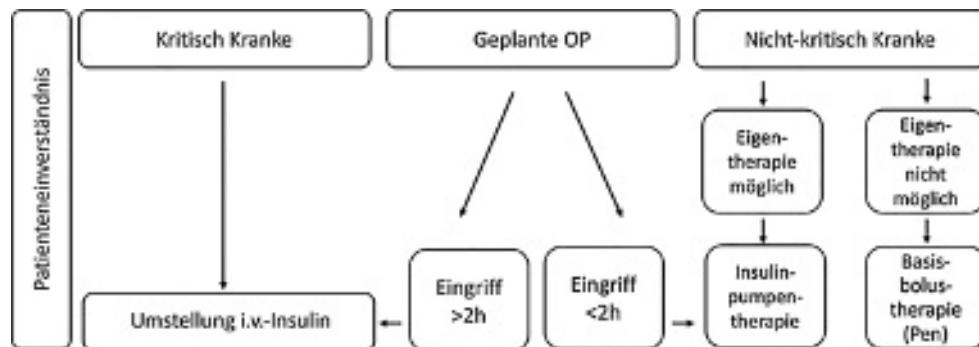 Patienteneinverständnis
Kritisch Kranke
Geplante OP
Nicht-kritisch Kranke
Eigen-
therapie
möglich
Eigen-
therapie
nicht
möglich
Umstellung i.v.-Insulin
Eingriff
>2h
Eingriff
<2h
Insulin-
pumpen-
therapie
Basis-
bolus-
therapie
(Pen)